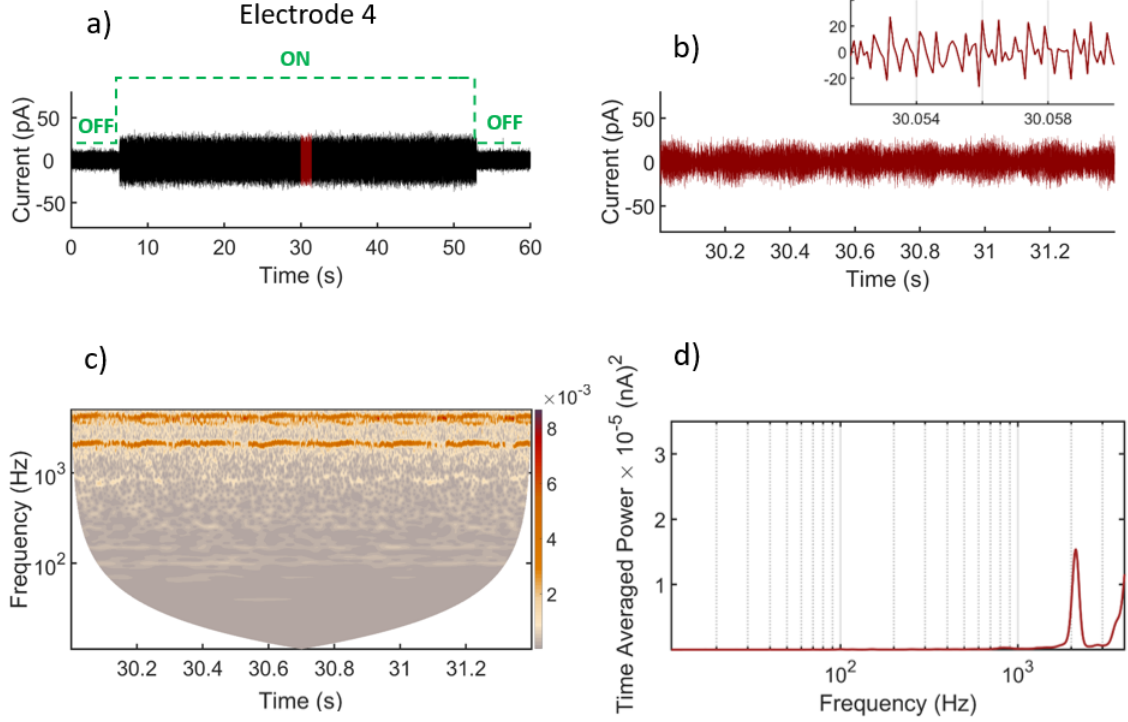 Electrode 4
a)
ON
OFF
OFF
Current (pA)
50
0
-50
0 10 20 30 40 50 60
Time (s)
b)
20
0
-20
30.054 30.058
Current (pA)
50
0
-50
30.2 30.4 30.6 30.8 31 31.2
Time (s)
c)
×10-3
8
6
4
2
Frequency (Hz)
103
102
30.2 30.4 30.6 30.8 31 31.2
Time (s)
d)
Time Averaged Power × 10-5 (nA)2
3
2
1
102 103
Frequency (Hz)